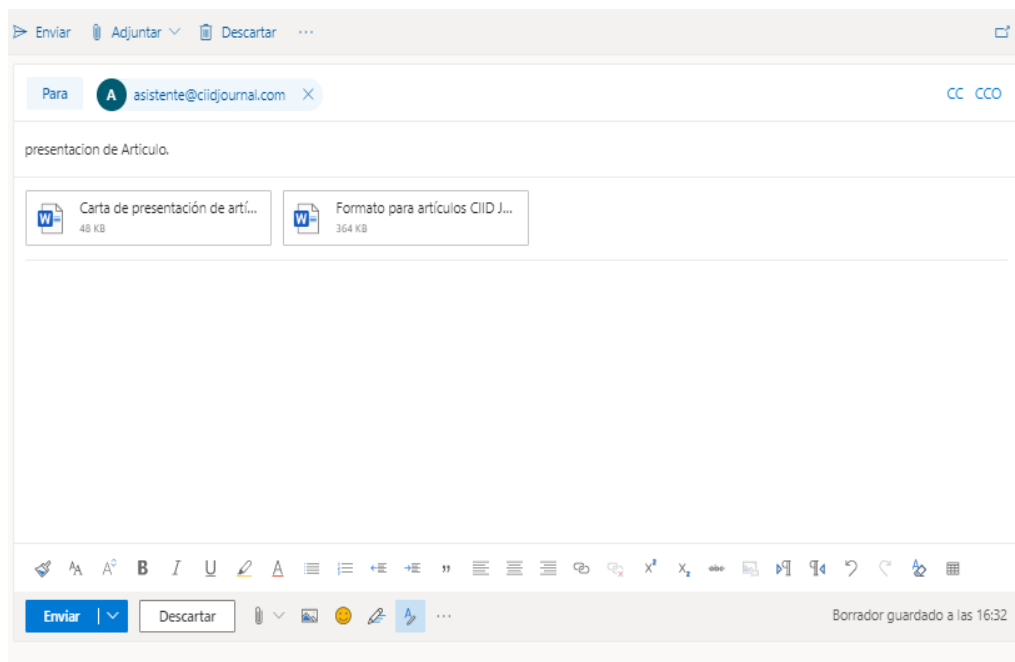 Enviar Adjuntar Descartar ...
Para A asistente@ciidjournal.com CC CCO
presentacion de Articulo.
Carta de presentación de artí... Formato para artículos CIID J...
48 KB 364 KB
Enviar Descartar ... Borrador guardado a las 16:32